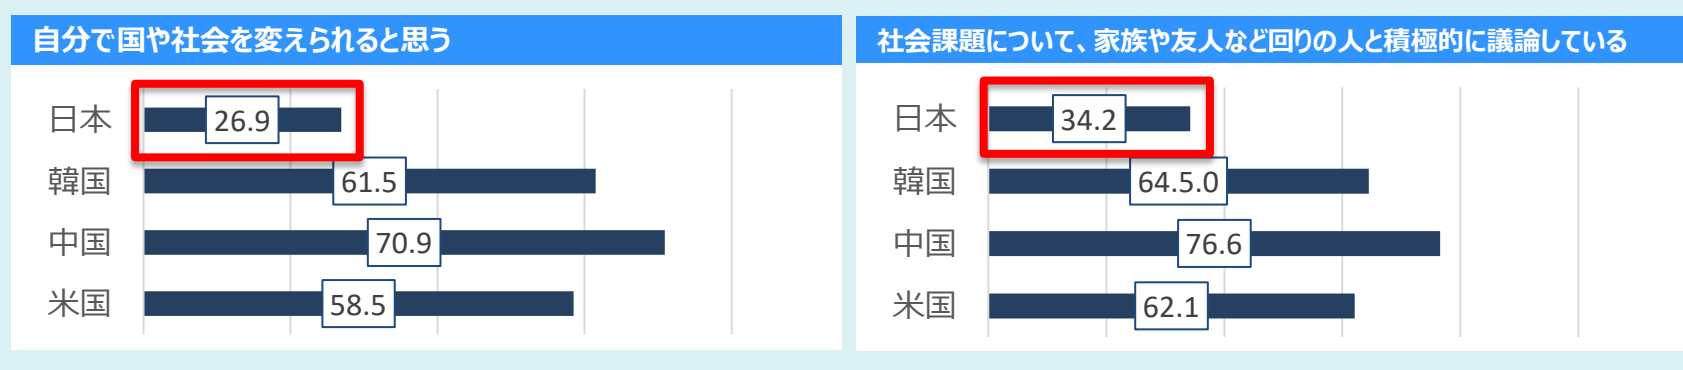 自分で国や社会を変えられると思う
日本 26.9
韓国 61.5
中国 70.9
米国 58.5
社会課題について、家族や友人など回りの人と積極的に議論している
日本 34.2
韓国 64.5.0
中国 76.6
米国 62.1